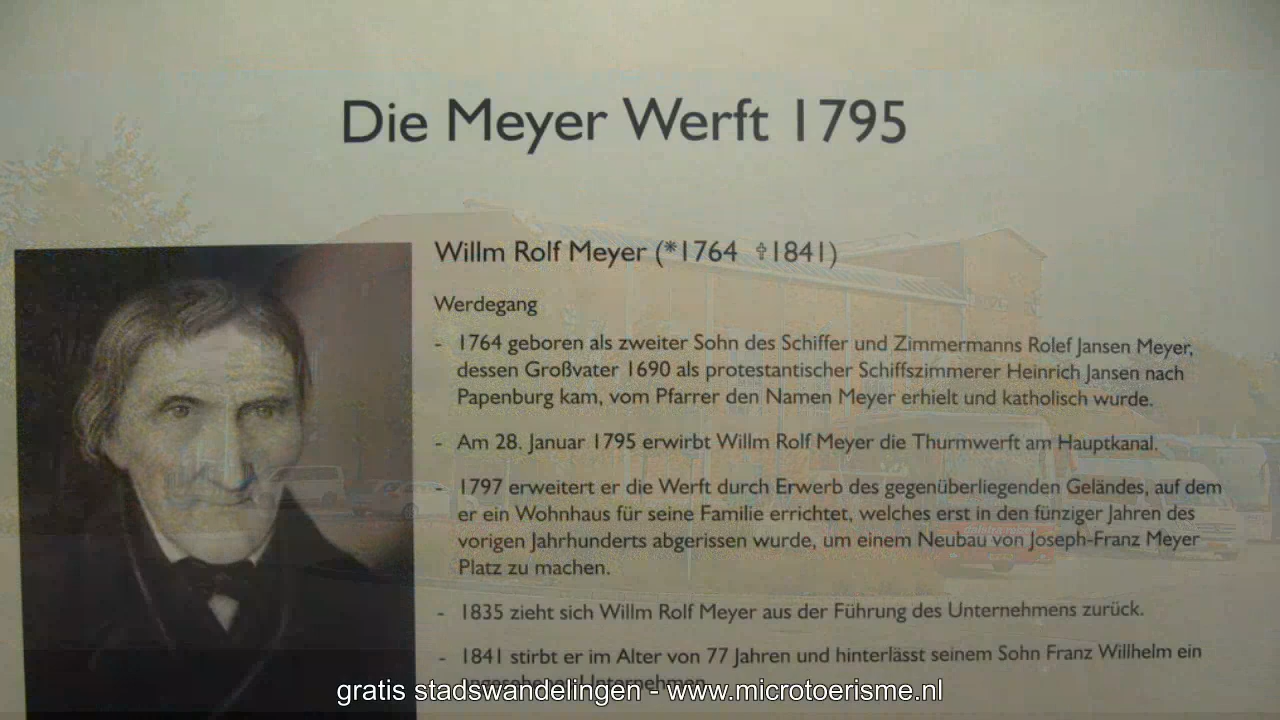 Die Meyer Werft 1795
Willm Rolf Meyer (*1764 ✝1841)
Werdegang
- 1764 geboren als zweiter Sohn des Schiffer und Zimmermanns Rolef Jansen Meyer,
dessen Großvater 1690 als protestantischer Schiffszimmerer Heinrich Jansen nach
Papenburg kam, vom Pfarrer den Namen Meyer erhielt und katholisch wurde.
- Am 28. Januar 1795 erwirbt Willm Rolf Meyer die Thurmwerft am Hauptkanal.
- 1797 erweitert er die Werft durch Erwerb des gegenüberliegenden Geländes, auf dem
er ein Wohnhaus für seine Familie errichtet, welches erst in den fünziger Jahren des
vorigen Jahrhunderts abgerissen wurde, um einem Neubau von Joseph-Franz Meyer
Platz zu machen.
- 1835 zieht sich Willm Rolf Meyer aus der Führung des Unternehmens zurück.
- 1841 stirbt er im Alter von 77 Jahren und hinterlässt seinem Sohn Franz Willhelm ein
angesehenes Unternehmen.
gratis stadswandelingen - www.microtoerisme.nl